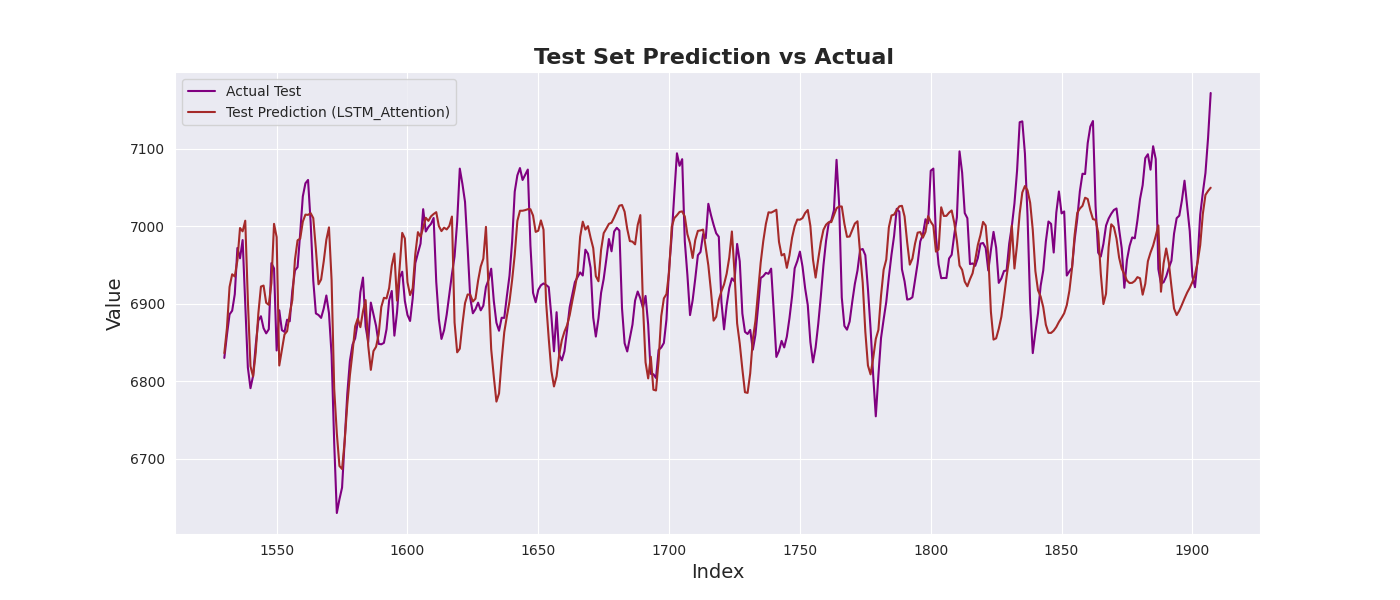 Test Set Prediction vs Actual
Actual Test
Test Prediction (LSTM_Attention)
Value
7100
7000
6900
6800
6700
1550 1600 1650 1700 1750 1800 1850 1900
Index